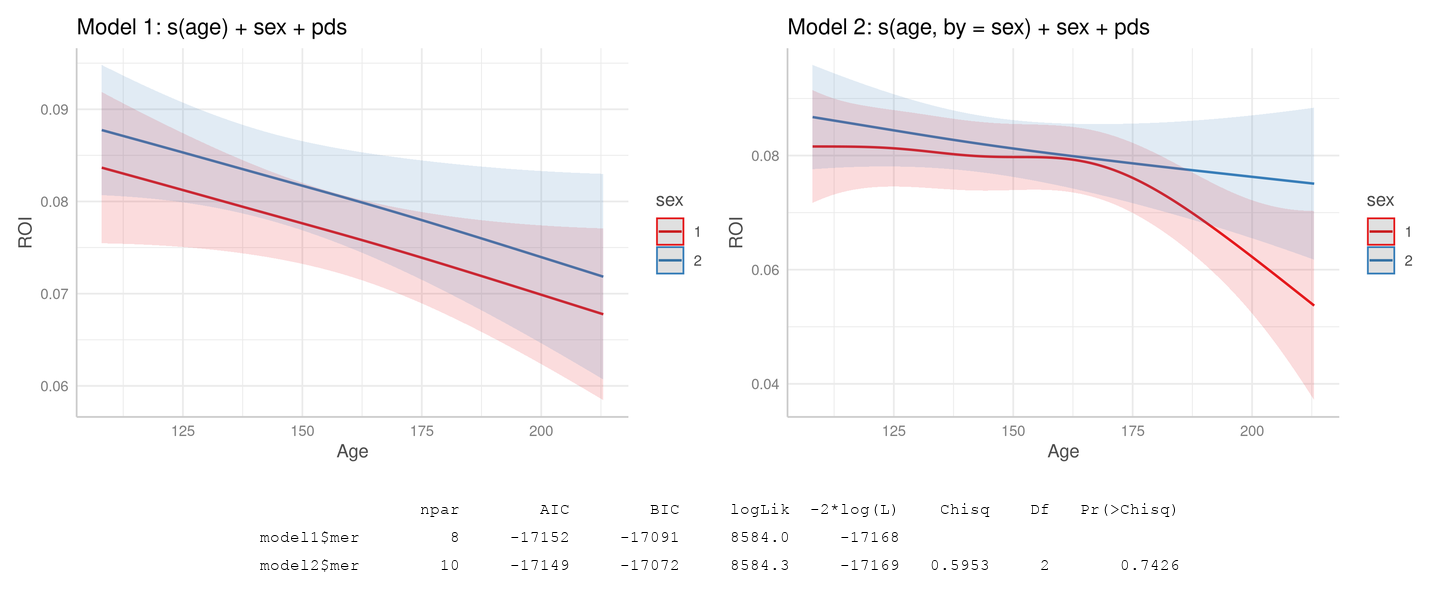 Model 1: s(age) + sex + pds
0.09
0.08
0.07
0.06
ROI
125 150 175 200
Age
sex
1
2
Model 2: s(age, by = sex) + sex + pds
0.08
0.06
0.04
ROI
125 150 175 200
Age
sex
1
2
npar AIC BIC logLik -2*log(L) Chisq Df Pr(>Chisq)
model1$mer 8 -17152 -17091 8584.0 -17168
model2$mer 10 -17149 -17072 8584.3 -17169 0.5953 2 0.7426